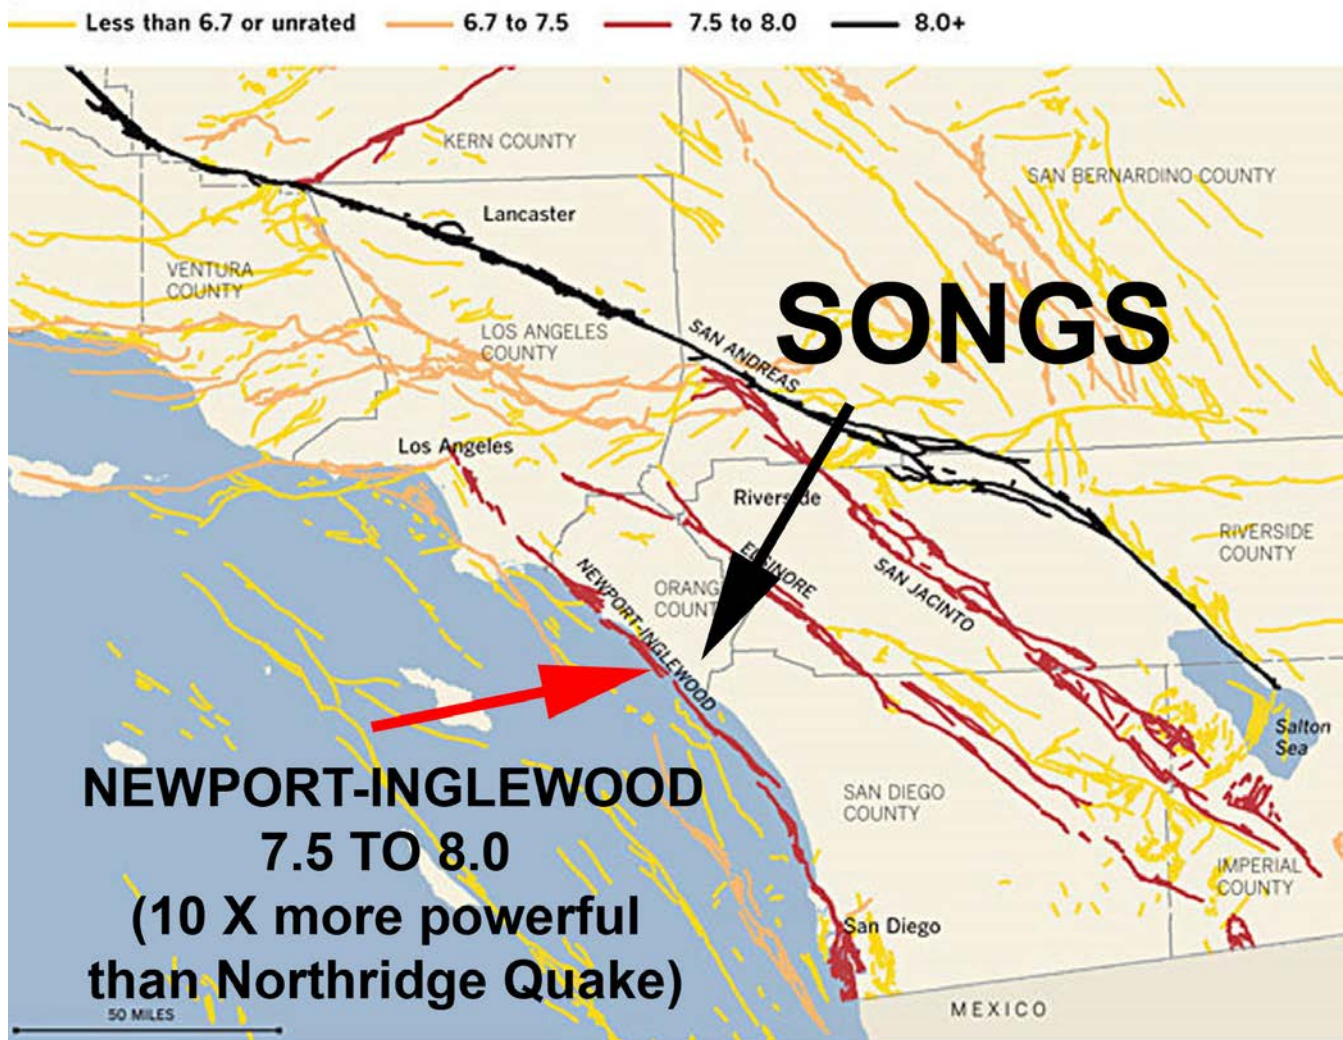 Less than 6.7 or unrated
6.7 to 7.5
7.5 to 8.0
8.0+
KERN COUNTY
SAN BERNARDINO COUNTY
Lancaster
VENTURA
COUNTY
SONGS
LOS ANGELES
COUNTY
SAN ANDREAS
Los Angeles
Riverside
RIVERSIDE
COUNTY
ELSINORE
SAN JACINTO
NEWPORT-INGLEWOOD
ORANGE
COUNTY
Salton
Sea
NEWPORT-INGLEWOOD
7.5 TO 8.0
(10 X more powerful
than Northridge Quake)
SAN DIEGO
COUNTY
IMPERIAL
COUNTY
San Diego
MEXICO
50 MILES